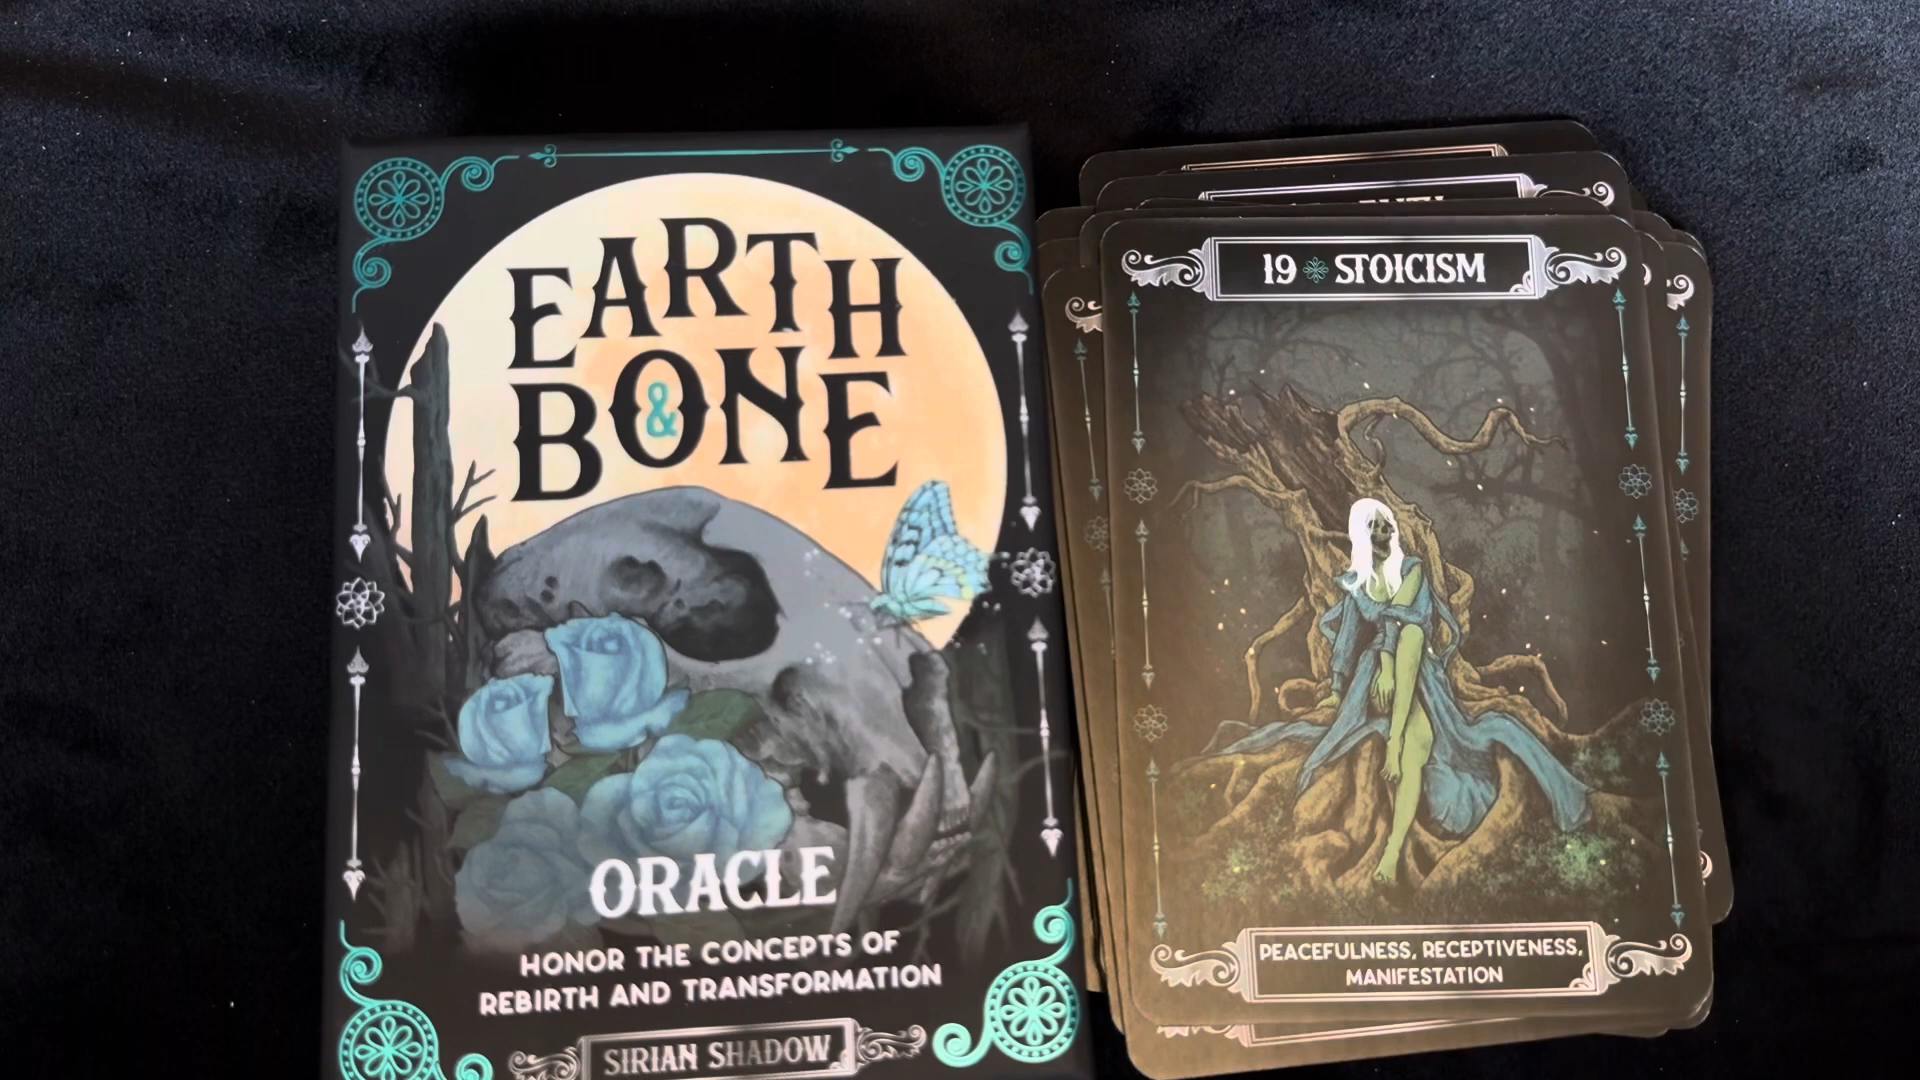 EARTH
& BONE
ORACLE
HONOR THE CONCEPTS OF
REBIRTH AND TRANSFORMATION
SIRIAN SHADOW
19 STOICISM
PEACEFULNESS, RECEPTIVENESS,
MANIFESTATION